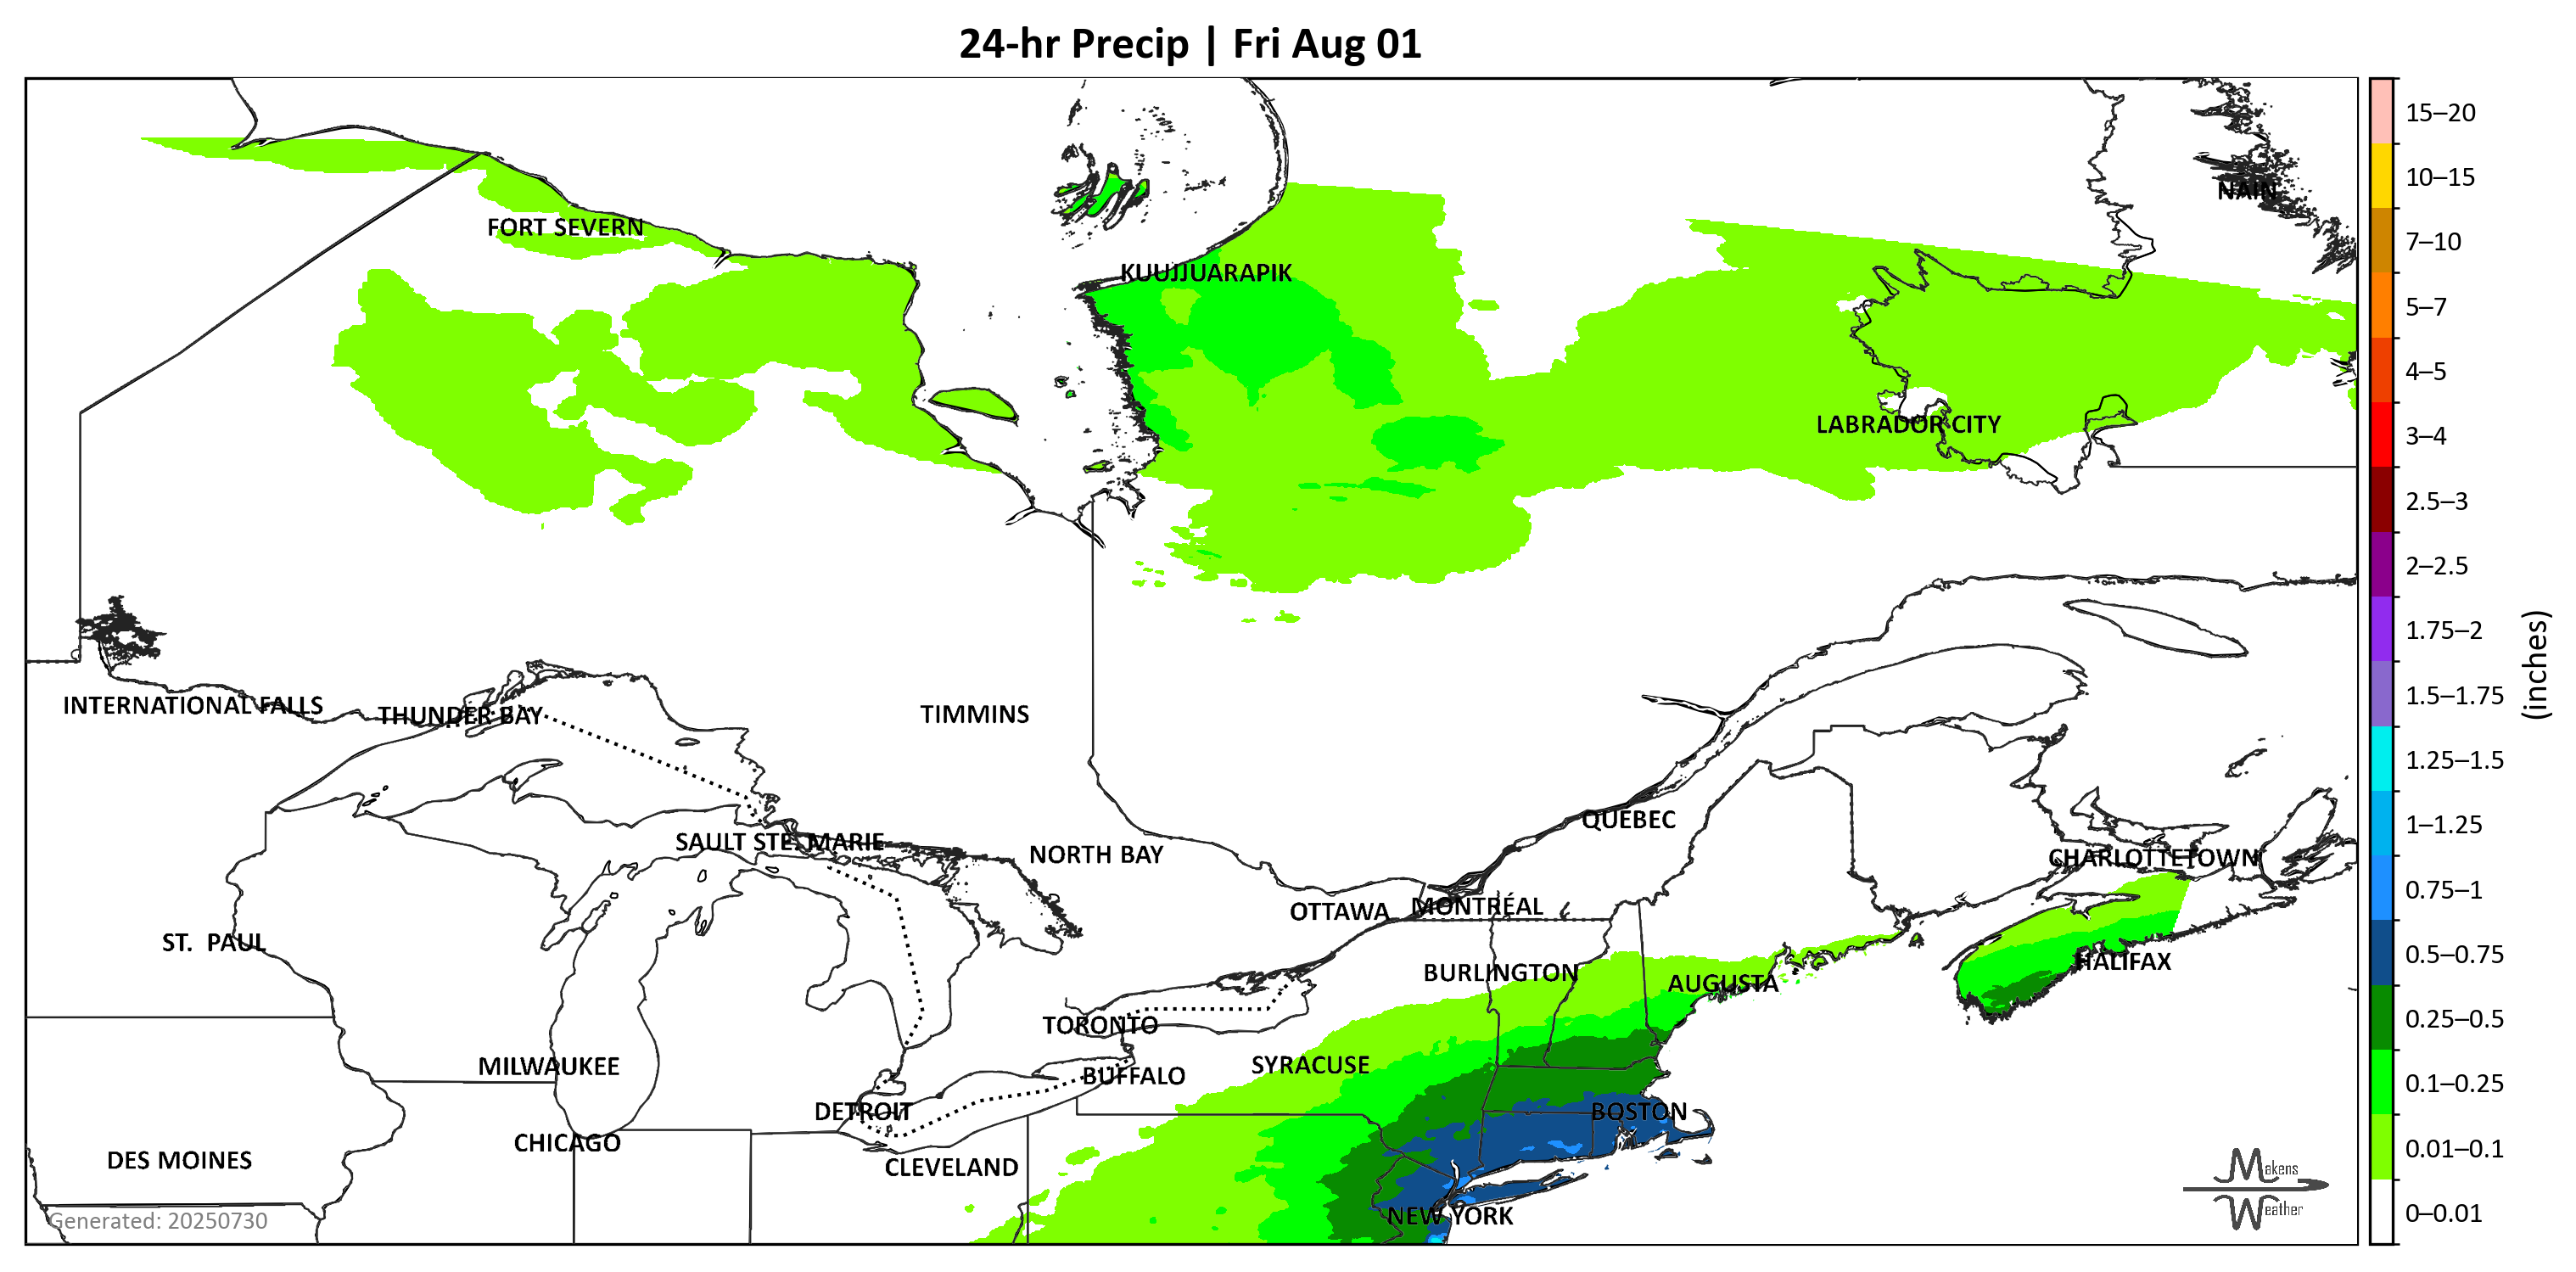 24-hr Precip | Fri Aug 01
NAIN
FORT SEVERN
KUUJJUARAPIK
LABRADOR CITY
INTERNATIONAL FALLS
THUNDER BAY
TIMMINS
QUÉBEC
SAULT STE. MARIE
NORTH BAY
CHARLOTTETOWN
OTTAWA
MONTRÉAL
ST. PAUL
HALIFAX
BURLINGTON
AUGUSTA
TORONTO
SYRACUSE
MILWAUKEE
BUFFALO
DETROIT
BOSTON
CHICAGO
DES MOINES
CLEVELAND
NEW YORK
Generated: 20250730
Makens
Weather
15–20
10–15
7–10
5–7
4–5
3–4
2.5–3
2–2.5
1.75–2
1.5–1.75
1.25–1.5
1–1.25
0.75–1
0.5–0.75
0.25–0.5
0.1–0.25
0.01–0.1
0–0.01
(inches)